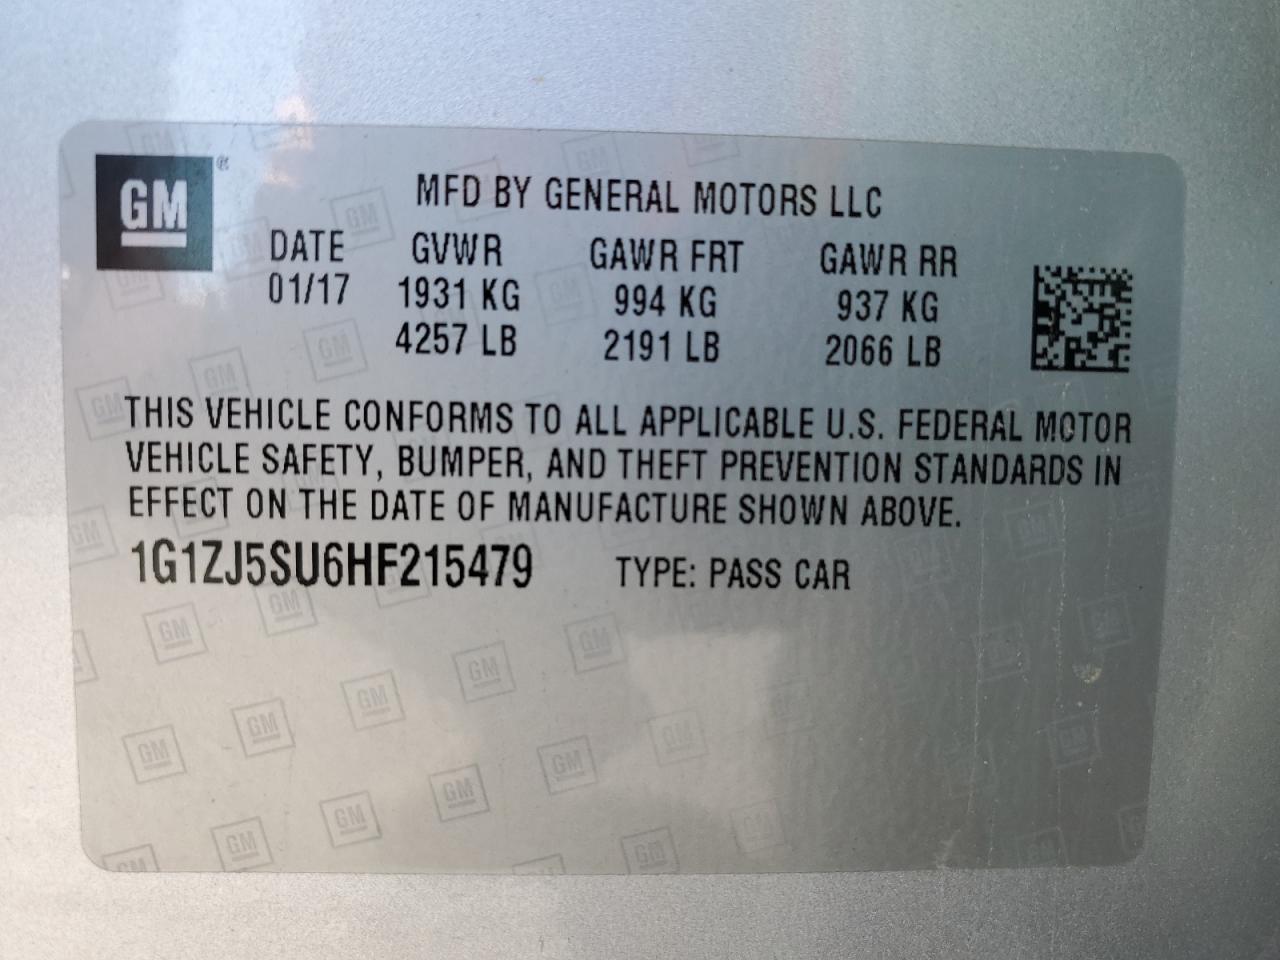 GM®
MFD BY GENERAL MOTORS LLC
DATE GVWR GAWR FRT GAWR RR
01/17 1931 KG 994 KG 937 KG
4257 LB 2191 LB 2066 LB
THIS VEHICLE CONFORMS TO ALL APPLICABLE U.S. FEDERAL MOTOR
VEHICLE SAFETY, BUMPER, AND THEFT PREVENTION STANDARDS IN
EFFECT ON THE DATE OF MANUFACTURE SHOWN ABOVE.
1G1ZJ5SU6HF215479 TYPE: PASS CAR